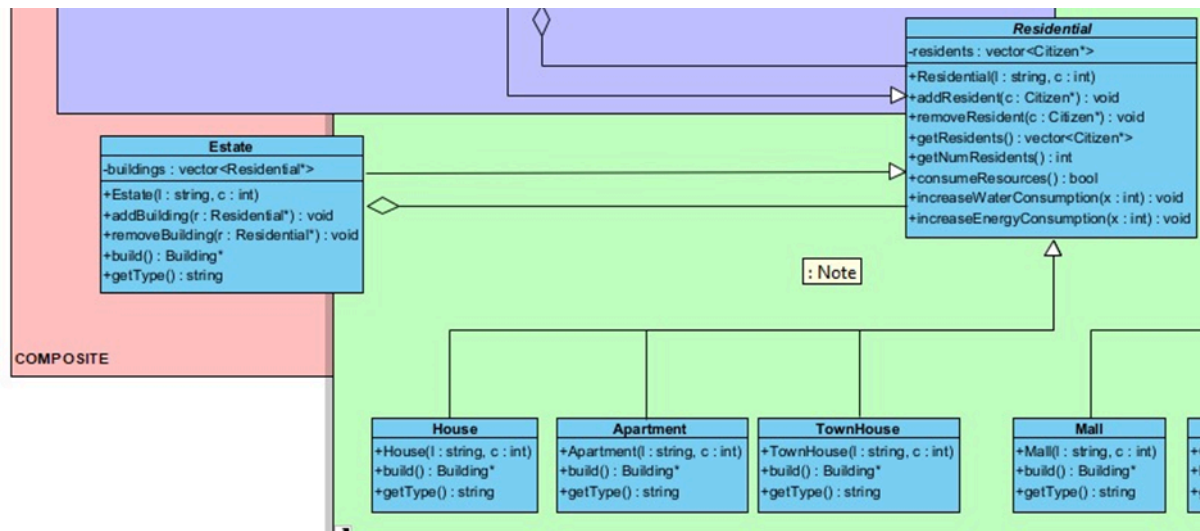 Residential
-residents : vector<Citizen*>
+Residential(l : string, c : int)
+addResident(c : Citizen*) : void
+removeResident(c : Citizen*) : void
+getResidents() : vector<Citizen*>
+getNumResidents() : int
+consumeResources() : bool
+increaseWaterConsumption(x : int) : void
+increaseEnergyConsumption(x : int) : void
Estate
-buildings : vector<Residential*>
+Estate(l : string, c : int)
+addBuilding(r : Residential*) : void
+removeBuilding(r : Residential*) : void
+build() : Building*
+getType() : string
: Note
COMPOSITE
House
+House(l : string, c : int)
+build() : Building*
+getType() : string
Apartment
+Apartment(l : string, c : int)
+build() : Building*
+getType() : string
TownHouse
+TownHouse(l : string, c : int)
+build() : Building*
+getType() : string
Mall
+Mall(l : string, c : int)
+build() : Building*
+getType() : string